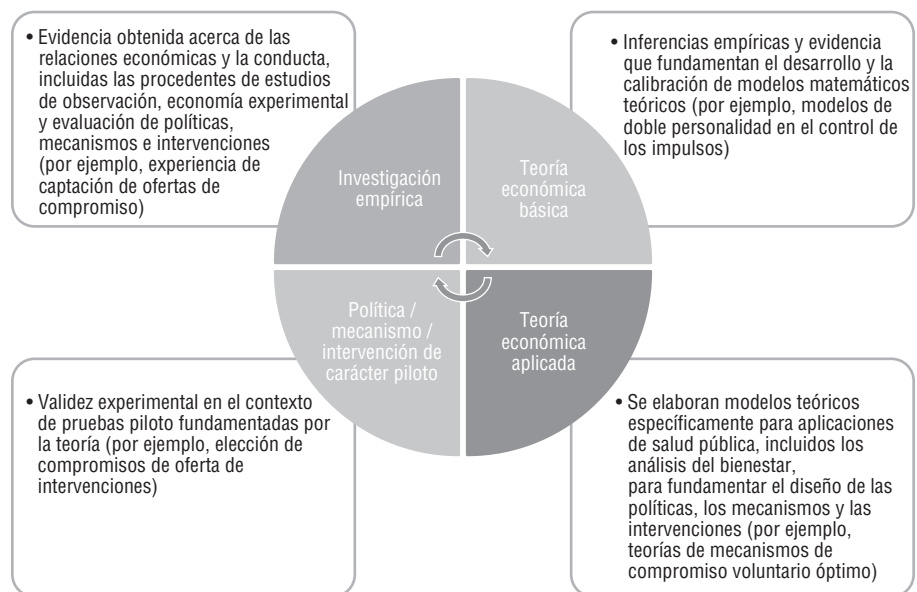 • Evidencia obtenida acerca de las
relaciones económicas y la conducta,
incluidas las procedentes de estudios
de observación, economía experimental
y evaluación de políticas,
mecanismos e intervenciones
(por ejemplo, experiencia de
captación de ofertas de
compromiso)
• Inferencias empíricas y evidencia
que fundamentan el desarrollo y la
calibración de modelos matemáticos
teóricos (por ejemplo, modelos de
doble personalidad en el control de
los impulsos)
Investigación
empírica
Teoría
económica
básica
Política /
mecanismo /
intervención de
carácter piloto
Teoría
económica
aplicada
• Validez experimental en el contexto
de pruebas piloto fundamentadas por
la teoría (por ejemplo, elección de
compromisos de oferta de
intervenciones)
• Se elaboran modelos teóricos
específicamente para aplicaciones
de salud pública, incluidos los
análisis del bienestar,
para fundamentar el diseño de las
políticas, los mecanismos y las
intervenciones (por ejemplo,
teorías de mecanismos de
compromiso voluntario óptimo)